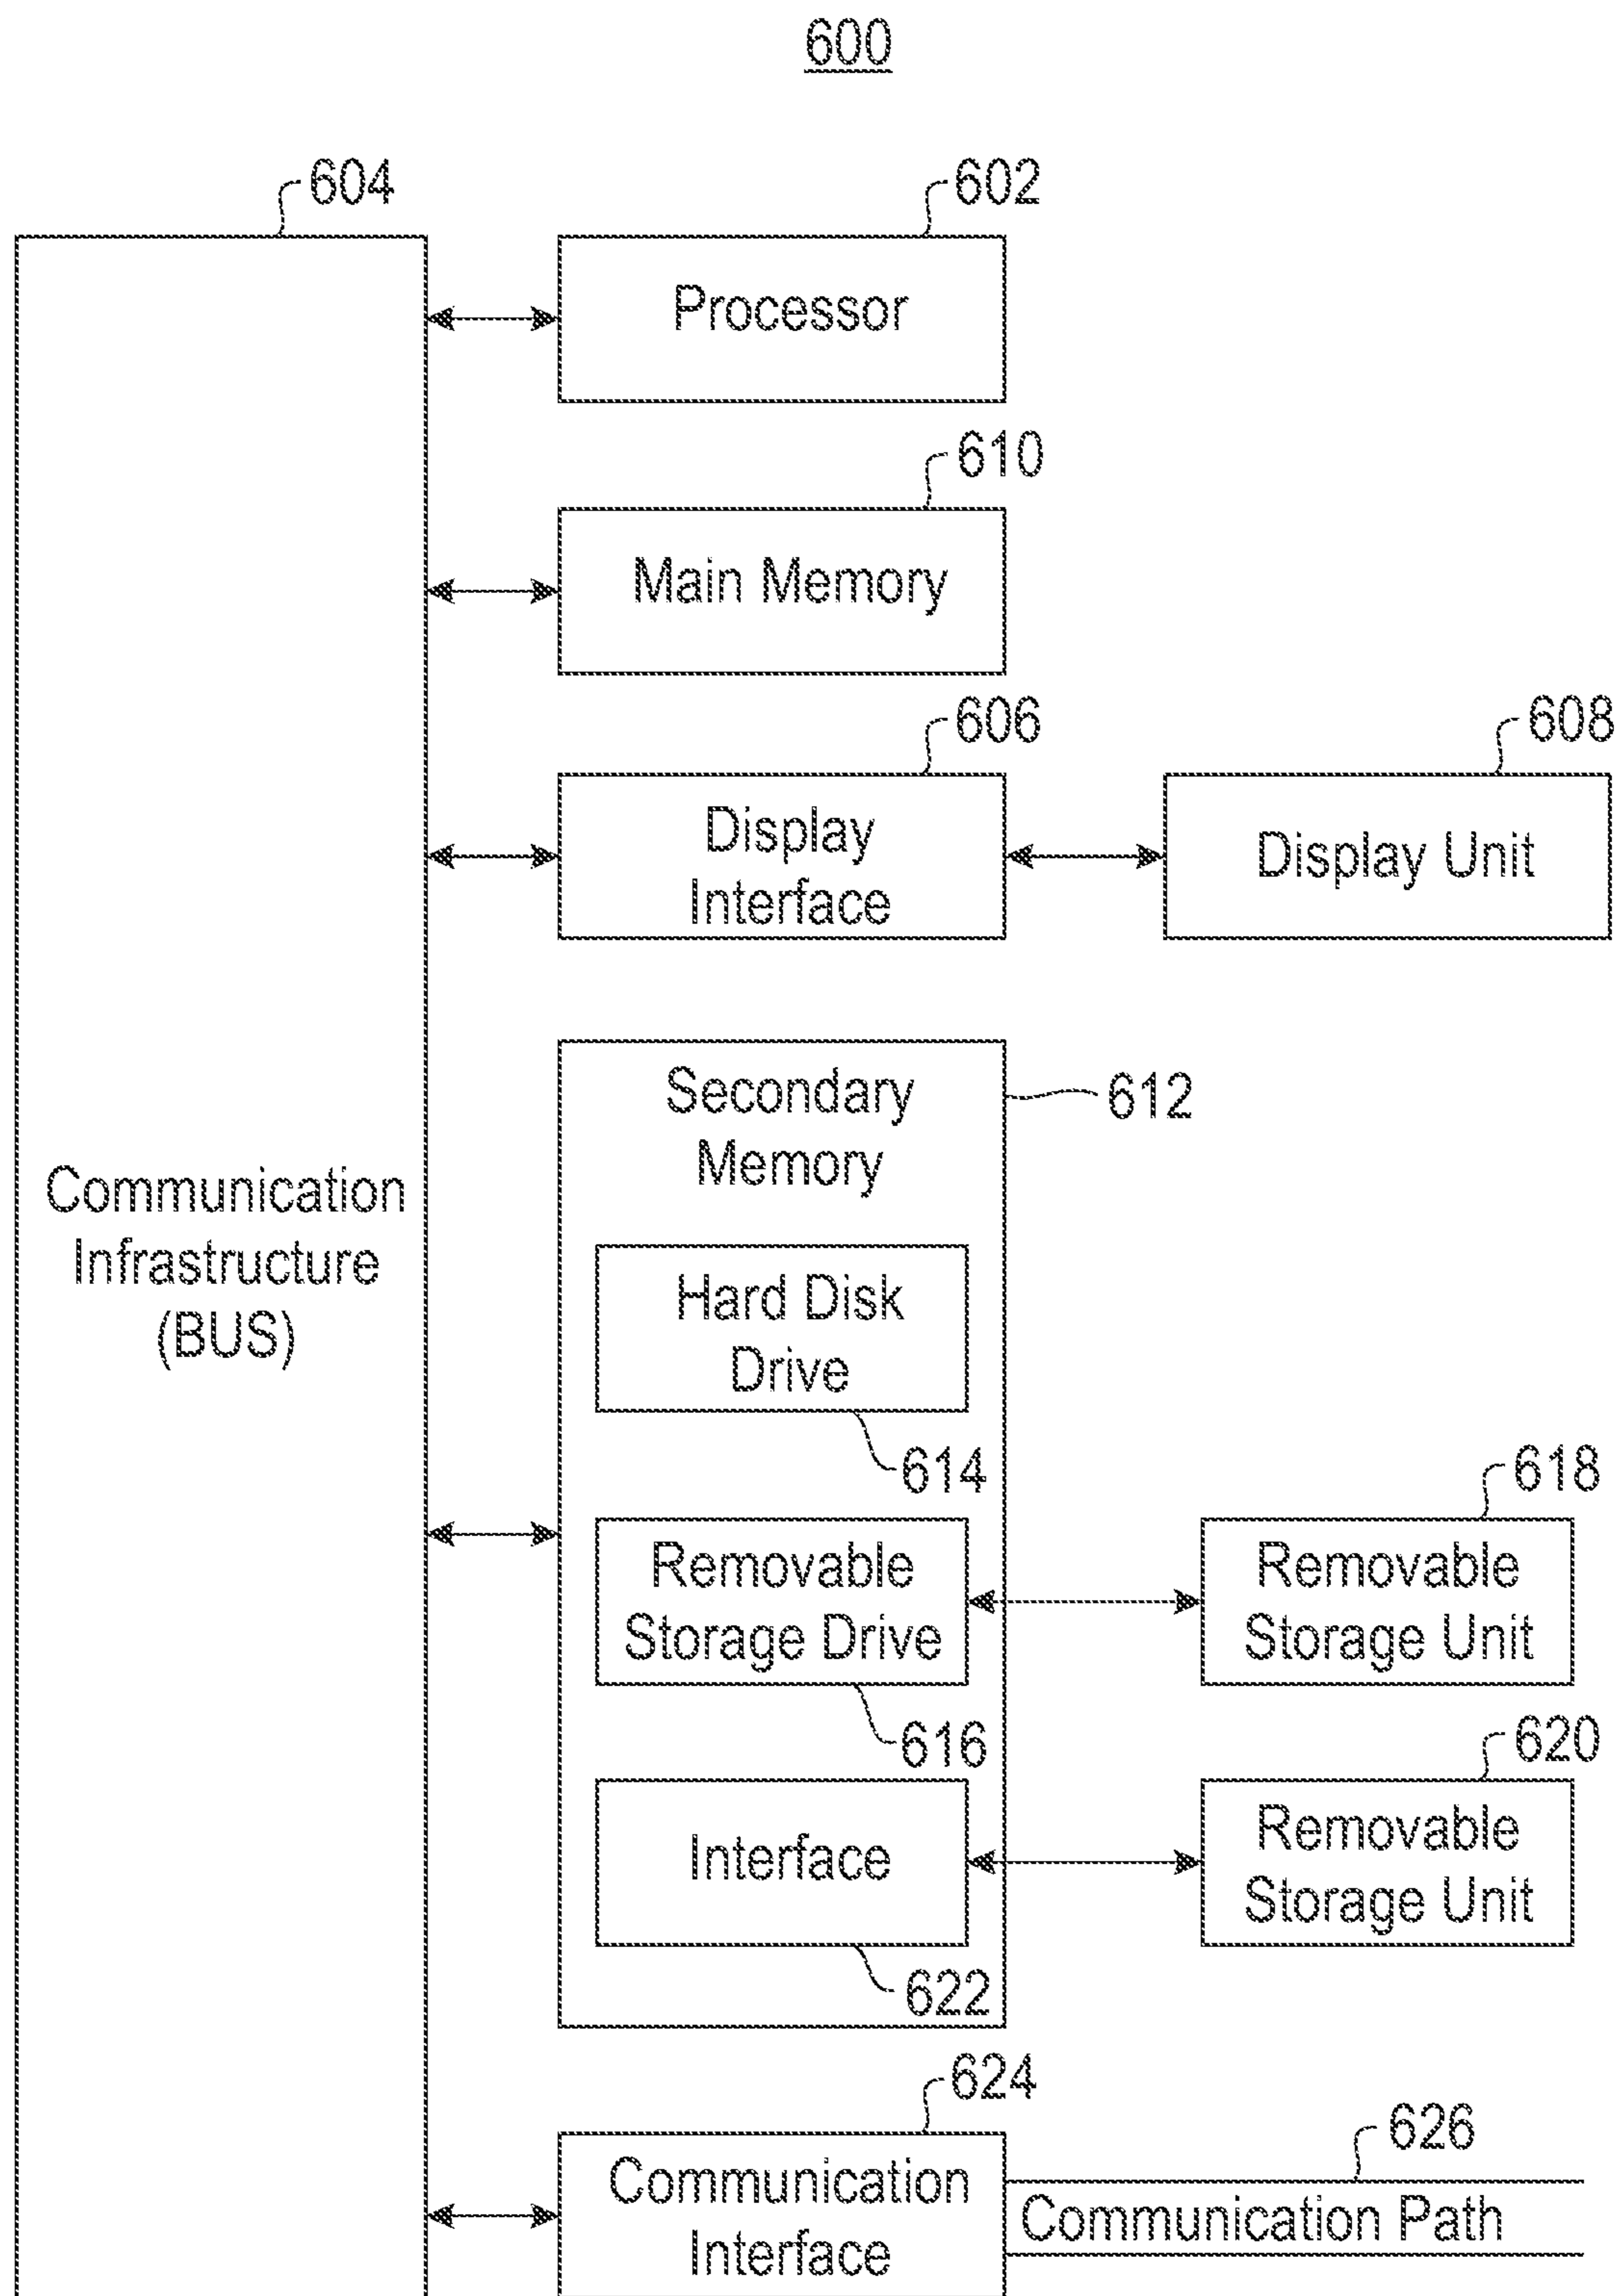 600
604
602
Processor
610
Main Memory
606
608
Display
Interface
Display Unit
612
Secondary
Memory
Communication
Infrastructure
(BUS)
Hard Disk
Drive
614
618
Removable
Storage Drive
Removable
Storage Unit
616
620
Interface
Removable
Storage Unit
622
624
626
Communication
Interface
Communication Path